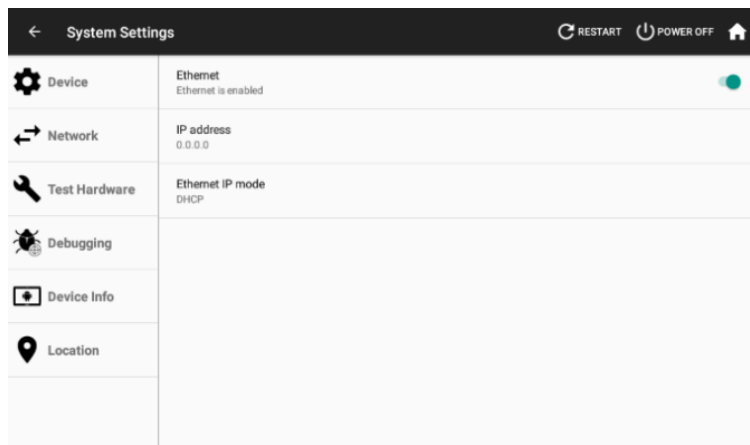 System Settings
RESTART
POWER OFF
Device
Network
Test Hardware
Debugging
Device Info
Location
Ethernet
Ethernet is enabled
IP address
0.0.0.0
Ethernet IP mode
DHCP